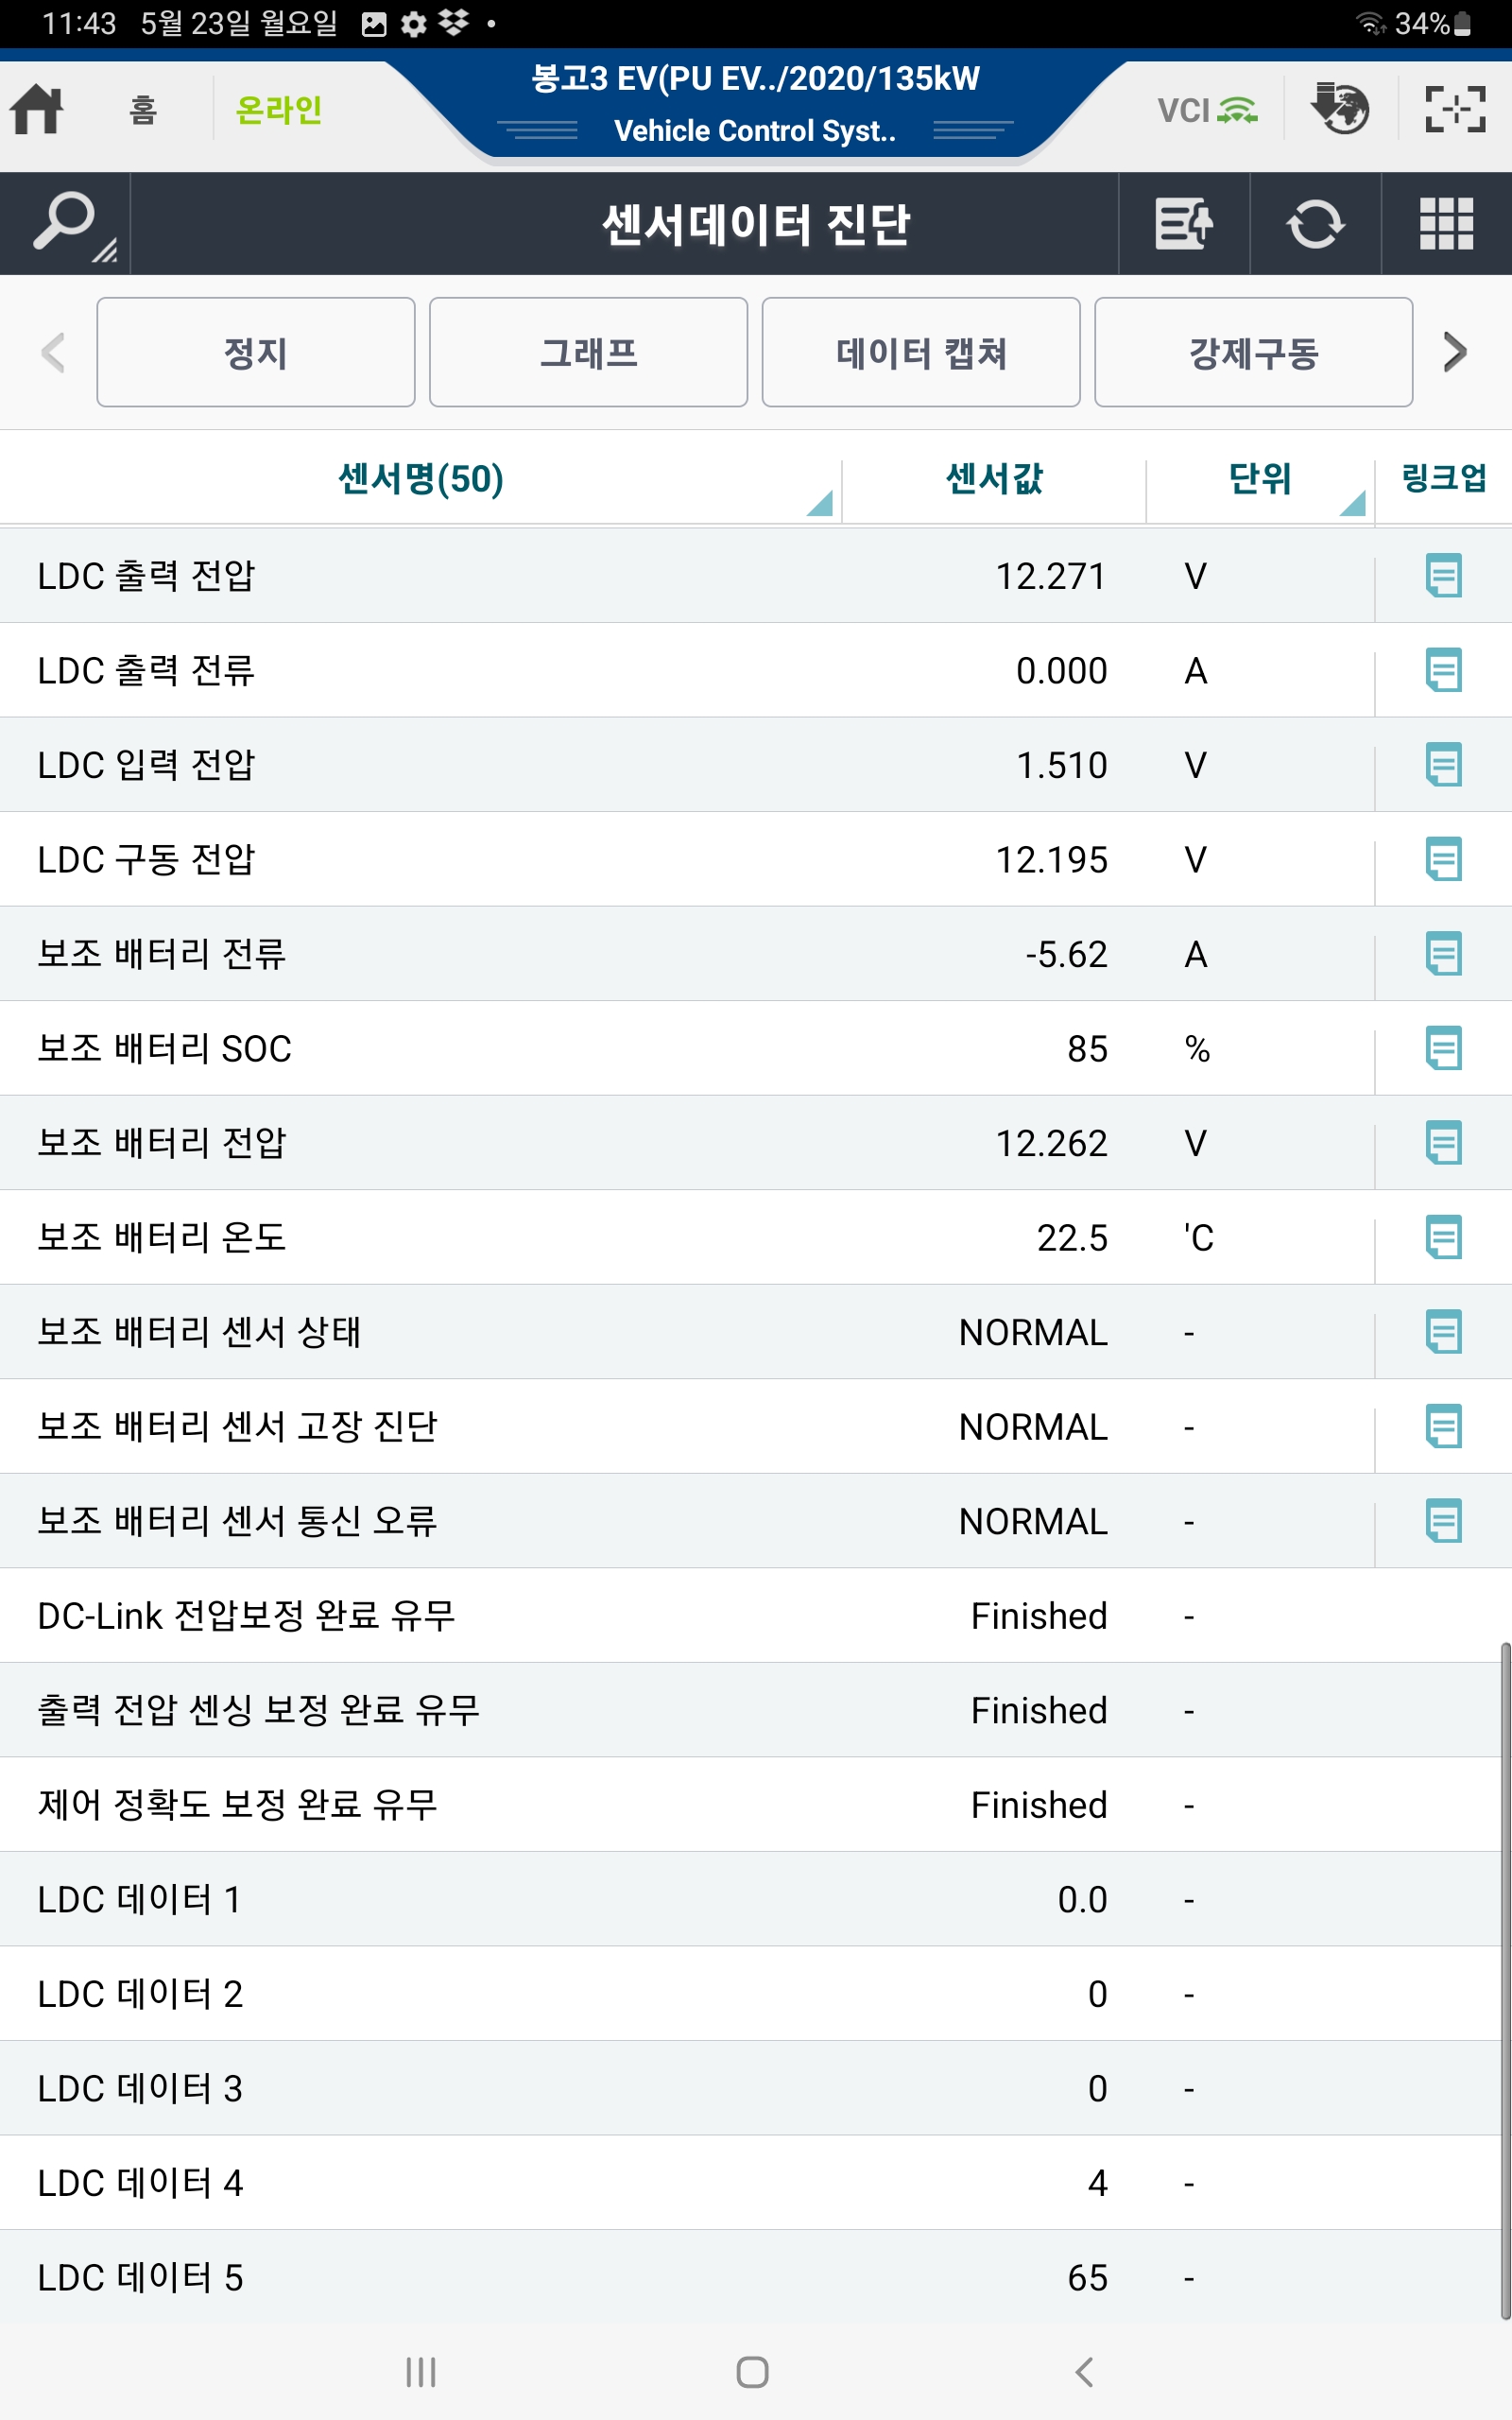 11:43 5월 23일 월요일 34%
봉고3 EV(PU EV../2020/135kW
홈 온라인 VCI
Vehicle Control Syst..
센서데이터 진단
정지 그래프 데이터 캡쳐 강제구동
센서명(50) 센서값 단위 링크업
LDC 출력 전압 12.271 V
LDC 출력 전류 0.000 A
LDC 입력 전압 1.510 V
LDC 구동 전압 12.195 V
보조 배터리 전류 -5.62 A
보조 배터리 SOC 85 %
보조 배터리 전압 12.262 V
보조 배터리 온도 22.5 'C
보조 배터리 센서 상태 NORMAL -
보조 배터리 센서 고장 진단 NORMAL -
보조 배터리 센서 통신 오류 NORMAL -
DC-Link 전압보정 완료 유무 Finished -
출력 전압 센싱 보정 완료 유무 Finished -
제어 정확도 보정 완료 유무 Finished -
LDC 데이터 1 0.0 -
LDC 데이터 2 0 -
LDC 데이터 3 0 -
LDC 데이터 4 4 -
LDC 데이터 5 65 -